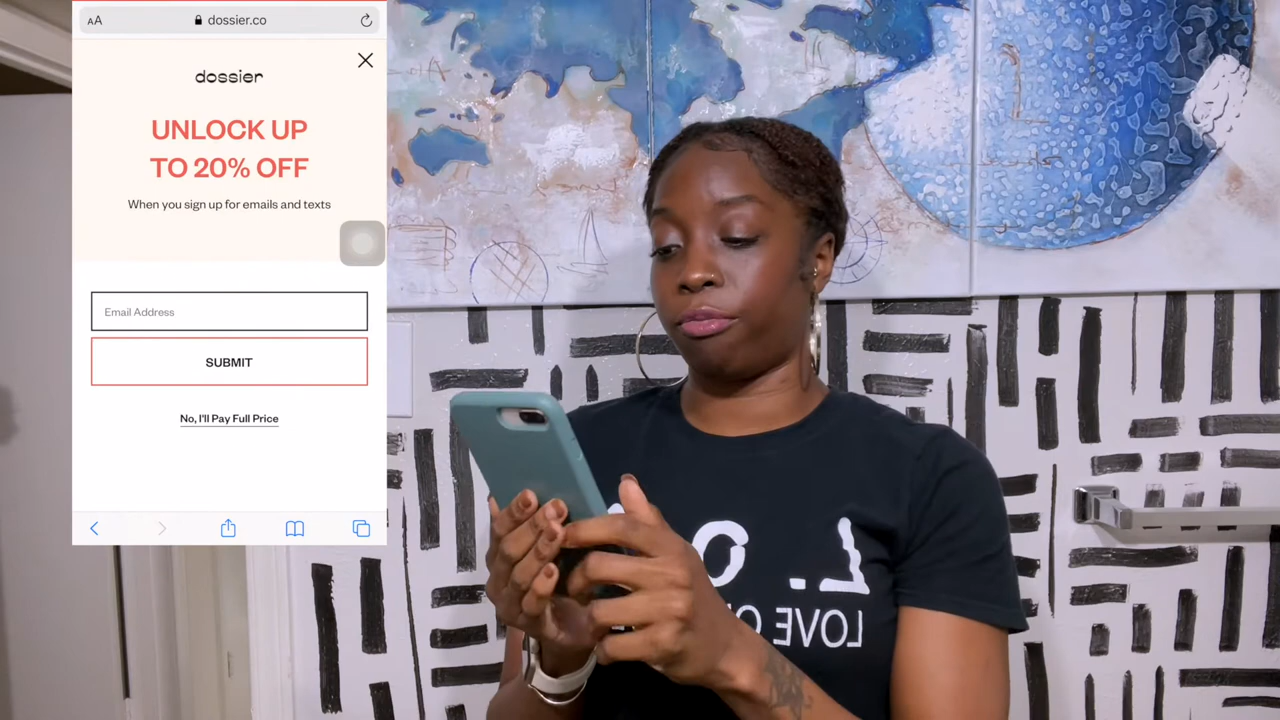 AA
dossier.co
dossier
UNLOCK UP
TO 20% OFF
When you sign up for emails and texts
Email Address
SUBMIT
No, I'll Pay Full Price
L. O.
LOVE